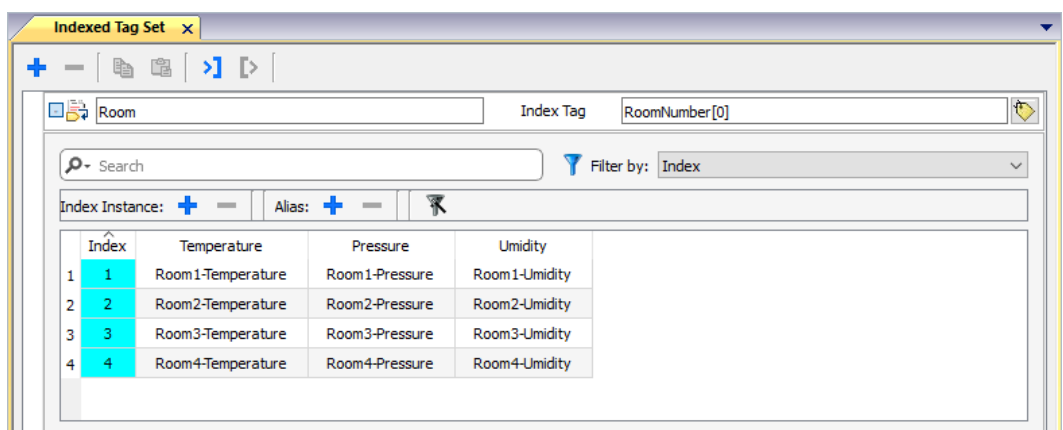 Indexed Tag Set
Room Index Tag RoomNumber[0]
Search Filter by: Index
Index Instance: Alias:
Index Temperature Pressure Umidity
1 1 Room1-Temperature Room1-Pressure Room1-Umidity
2 2 Room2-Temperature Room2-Pressure Room2-Umidity
3 3 Room3-Temperature Room3-Pressure Room3-Umidity
4 4 Room4-Temperature Room4-Pressure Room4-Umidity